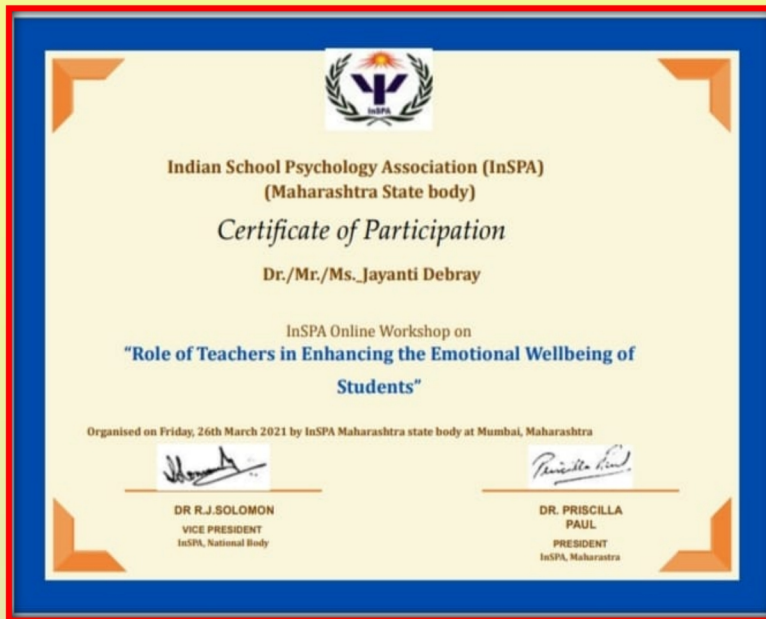 InSPA
Indian School Psychology Association (InSPA)
(Maharashtra State body)
Certificate of Participation
Dr./Mr./Ms._Jayanti Debray
InSPA Online Workshop on
“Role of Teachers in Enhancing the Emotional Wellbeing of
Students”
Organised on Friday, 26th March 2021 by InSPA Maharashtra state body at Mumbai, Maharashtra
Priscilla Paul
DR R.J.SOLOMON
VICE PRESIDENT
InSPA, National Body
DR. PRISCILLA
PAUL
PRESIDENT
InSPA, Maharastra